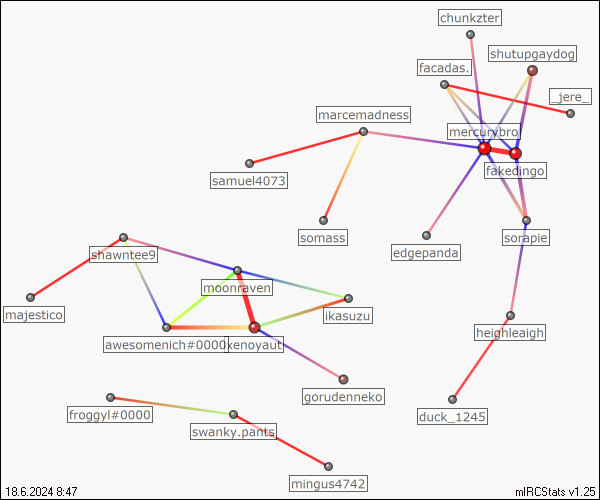 chunkzter
shutupgaydog
facadas.
_jere_
marcemadness
mercurybro
fakedingo
samuel4073
somass
edgepanda
sorapie
shawntee9
moonraven
majestico
ikasuzu
heighleaigh
awesomenich#0000
kenoyaut
gorudenneko
froggyl#0000
duck_1245
swanky.pants
mingus4742
18.6.2024 8:47
mIRCStats v1.25